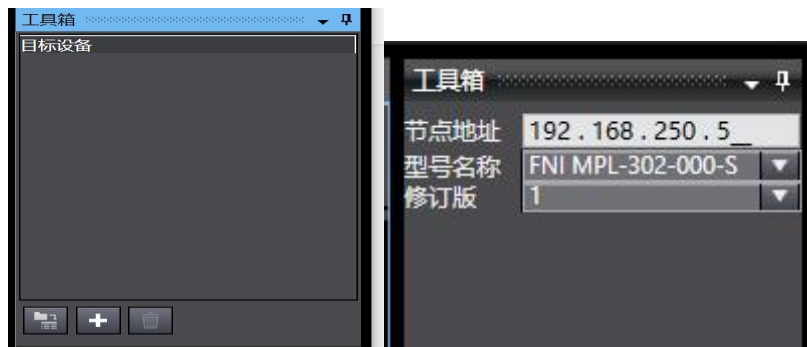 工具箱
目标设备
工具箱
节点地址 192 . 168 . 250 . 5__
型号名称 FNI MPL-302-000-S
修订版 1